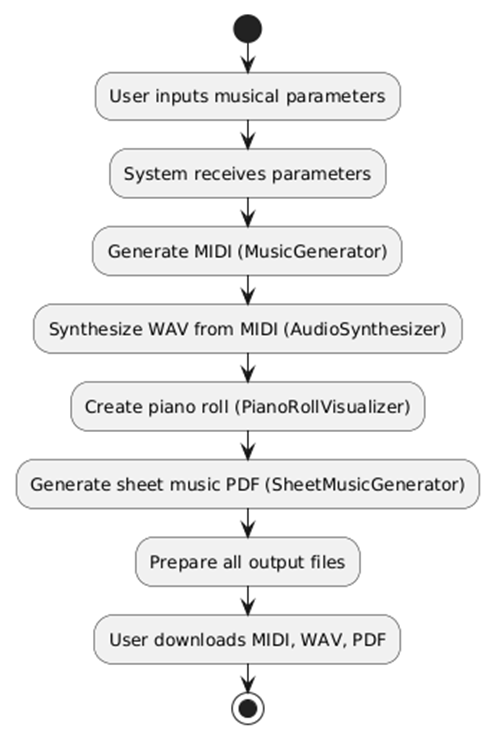 User inputs musical parameters
System receives parameters
Generate MIDI (MusicGenerator)
Synthesize WAV from MIDI (AudioSynthesizer)
Create piano roll (PianoRollVisualizer)
Generate sheet music PDF (SheetMusicGenerator)
Prepare all output files
User downloads MIDI, WAV, PDF